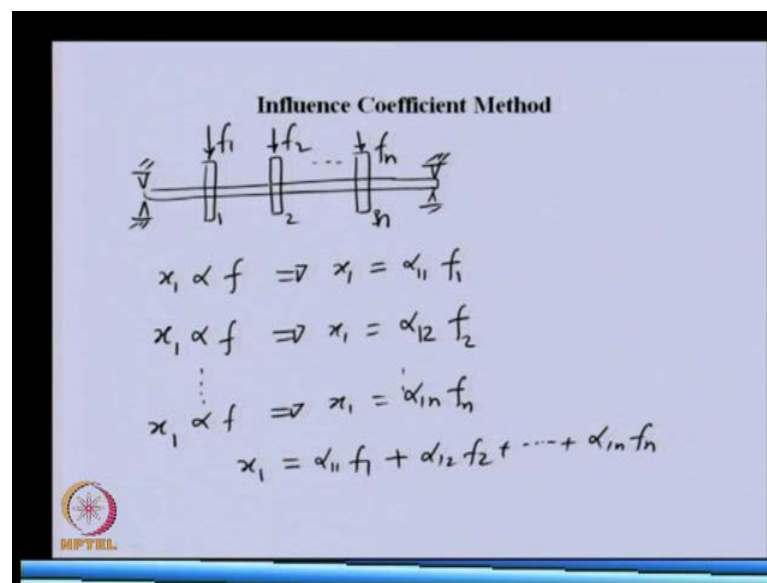 Influence Coefficient Method
f₁ f₂ ... fₙ
1 2 n
x₁ α f ⇒ x₁ = α₁₁ f₁
x₁ α f ⇒ x₁ = α₁₂ f₂
x₁ α f ⇒ x₁ = α₁ₙ fₙ
x₁ = α₁₁ f₁ + α₁₂ f₂ + ---- + α₁ₙ fₙ
NPTEL